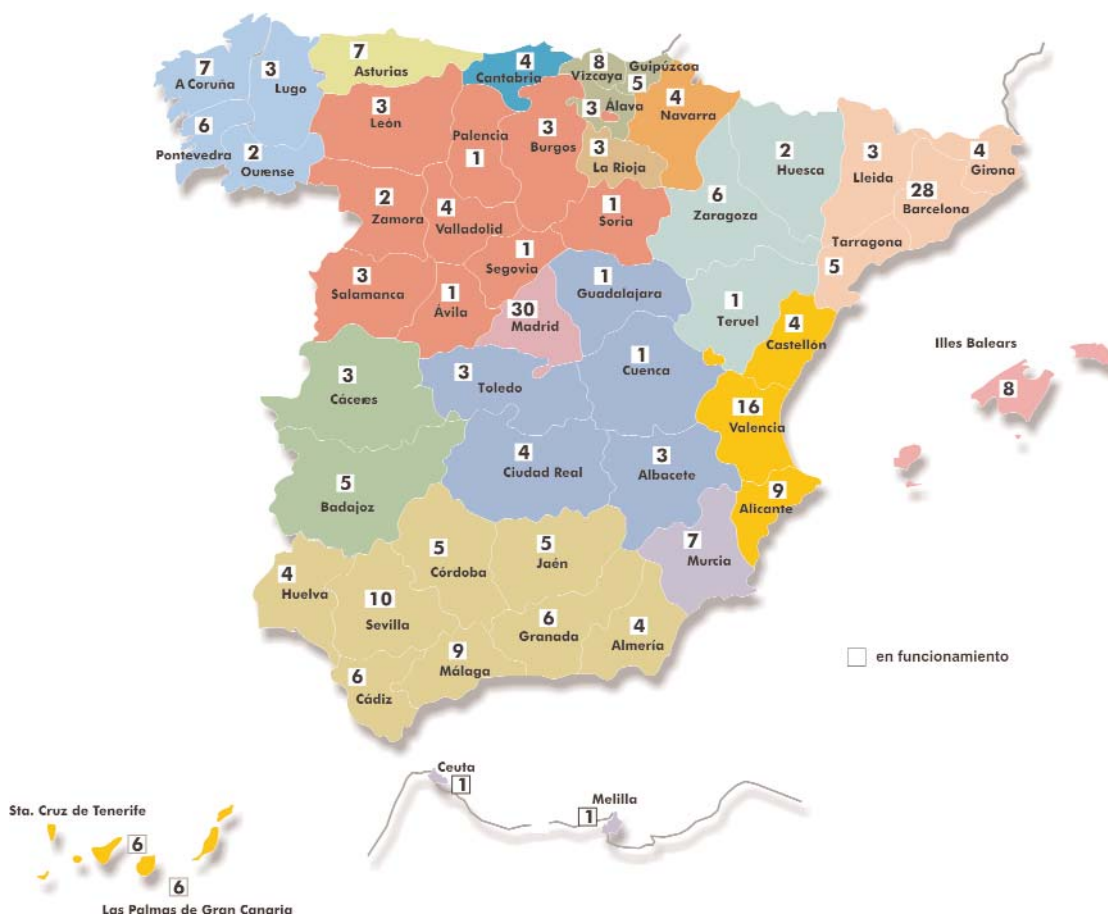 7
A Coruña
3
Lugo
7
Asturias
4
Cantabria
8
Vizcaya
Guipúzcoa
5
3
Álava
4
Navarra
6
Pontevedra
2
Ourense
3
León
Palencia
1
3
Burgos
3
La Rioja
2
Huesca
3
Lleida
4
Girona
28
Barcelona
6
Zaragoza
Tarragona
5
2
Zamora
4
Valladolid
1
Soria
1
Segovia
3
Salamanca
1
Ávila
30
Madrid
1
Guadalajara
1
Teruel
4
Castellón
Illes Balears
8
3
Cáceres
3
Toledo
1
Cuenca
16
Valencia
5
Badajoz
4
Ciudad Real
3
Albacete
9
Alicante
7
Murcia
4
Huelva
10
Sevilla
5
Córdoba
5
Jaén
6
Granada
4
Almería
9
Málaga
6
Cádiz
en funcionamiento
Ceuta
1
Melilla
1
Sta. Cruz de Tenerife
6
6
Las Palmas de Gran Canaria